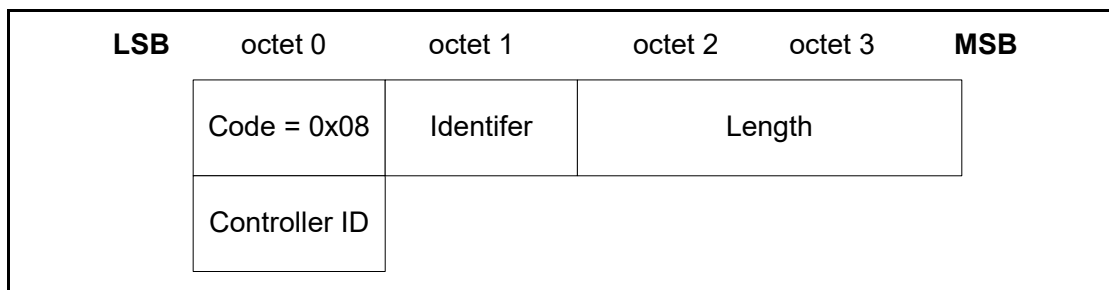 LSB octet 0 octet 1 octet 2 octet 3 MSB
Code = 0x08 Identifer Length
Controller ID